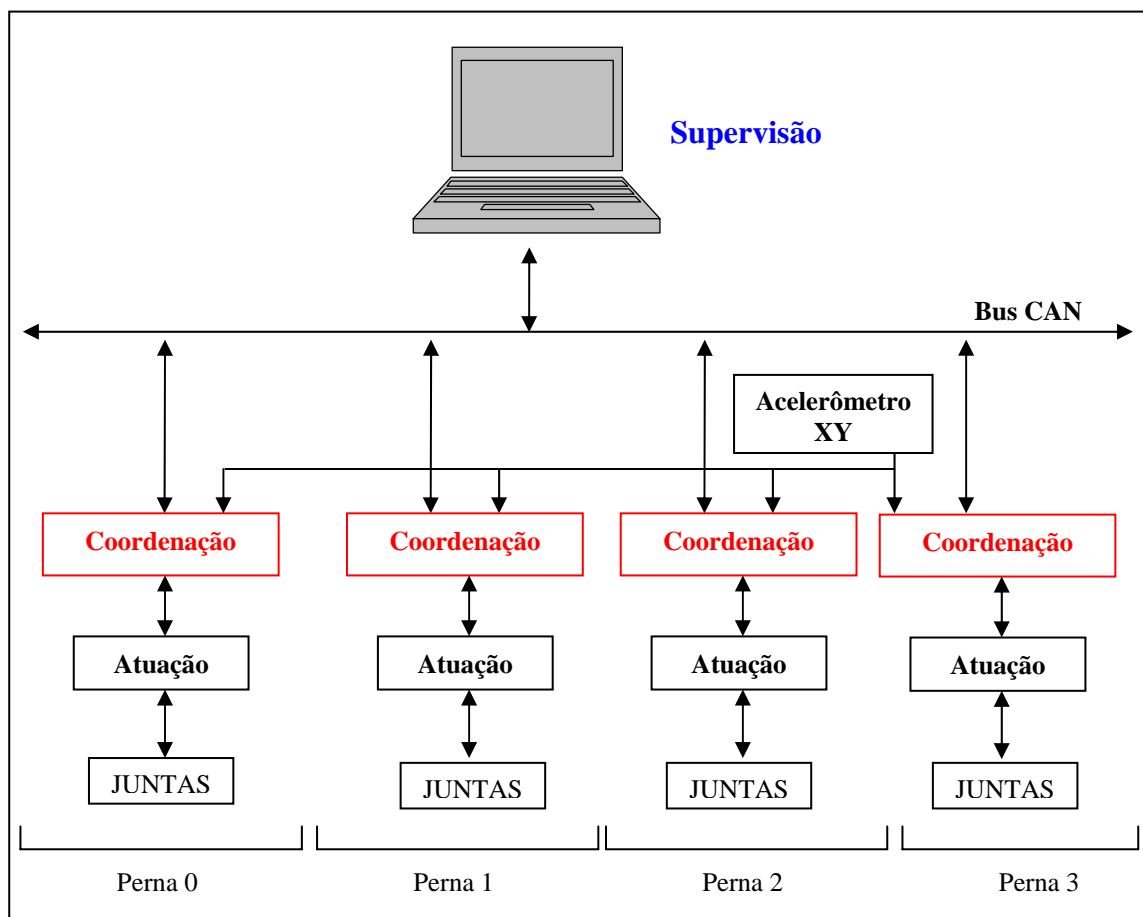 Supervisão
Bus CAN
Acelerômetro
XY
Coordenação
Coordenação
Coordenação
Coordenação
Atuação
Atuação
Atuação
Atuação
JUNTAS
JUNTAS
JUNTAS
JUNTAS
Perna 0
Perna 1
Perna 2
Perna 3